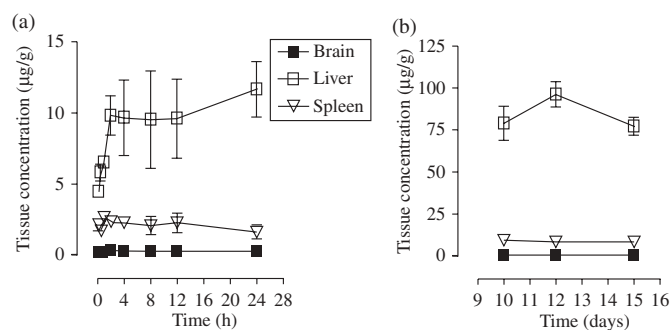 (a)
Tissue concentration (µg/g)
15
10
5
0
0 4 8 12 16 20 24 28
Time (h)
Brain
Liver
Spleen
(b)
Tissue concentration (µg/g)
125
100
75
50
25
0
9 10 11 12 13 14 15 16
Time (days)